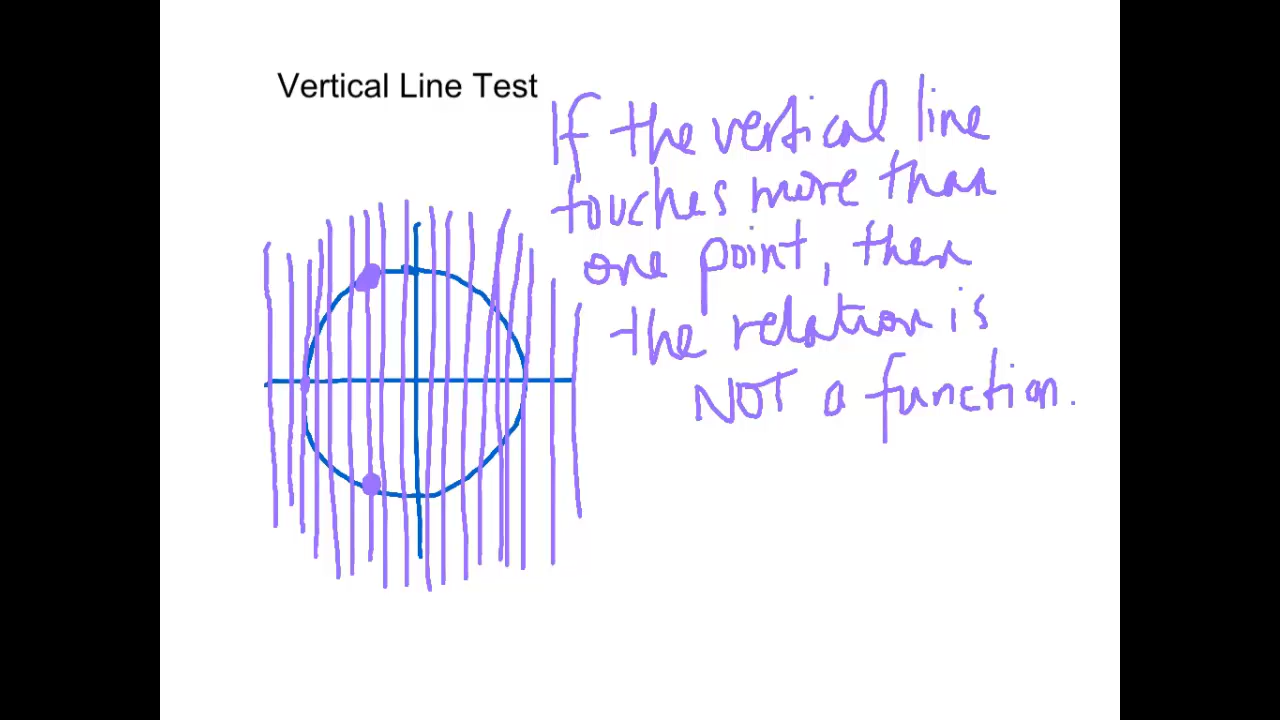 Vertical Line Test
If the vertical line
touches more than
one point, then
the relation is
NOT a function.